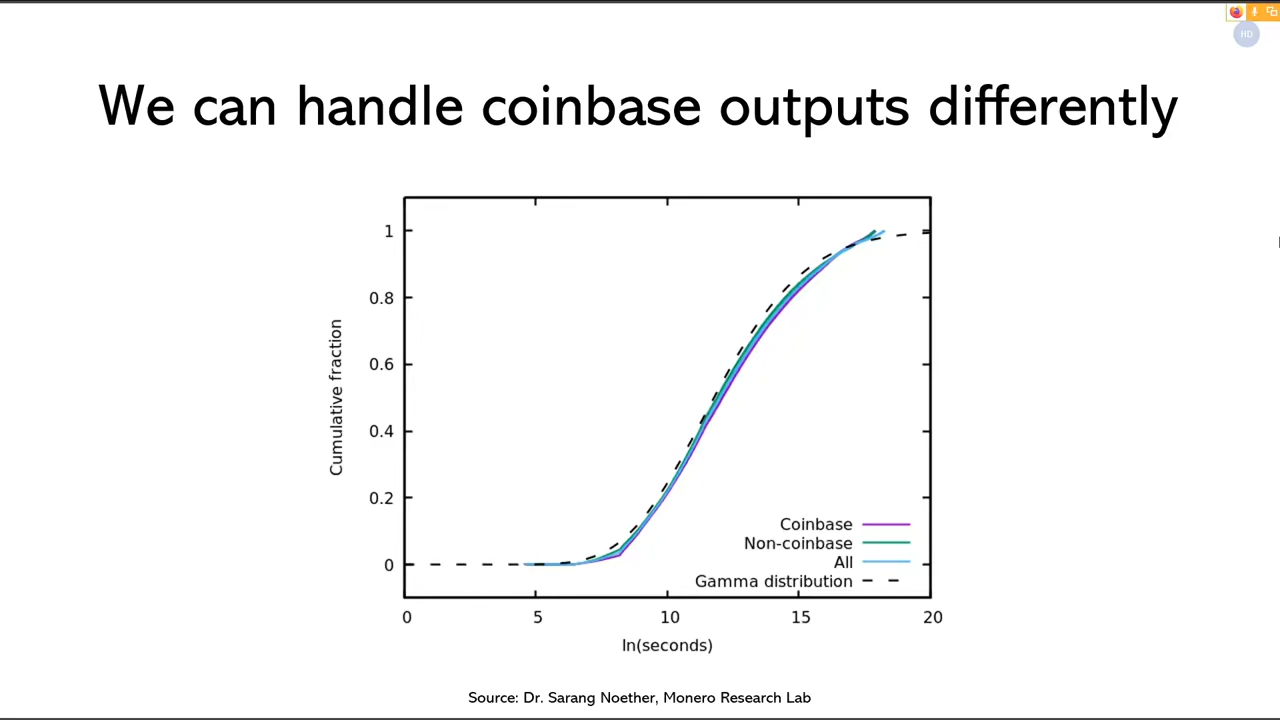 HD
We can handle coinbase outputs differently
1
0.8
0.6
0.4
0.2
0
Cumulative fraction
Coinbase
Non-coinbase
All
Gamma distribution
0 5 10 15 20
ln(seconds)
Source: Dr. Sarang Noether, Monero Research Lab